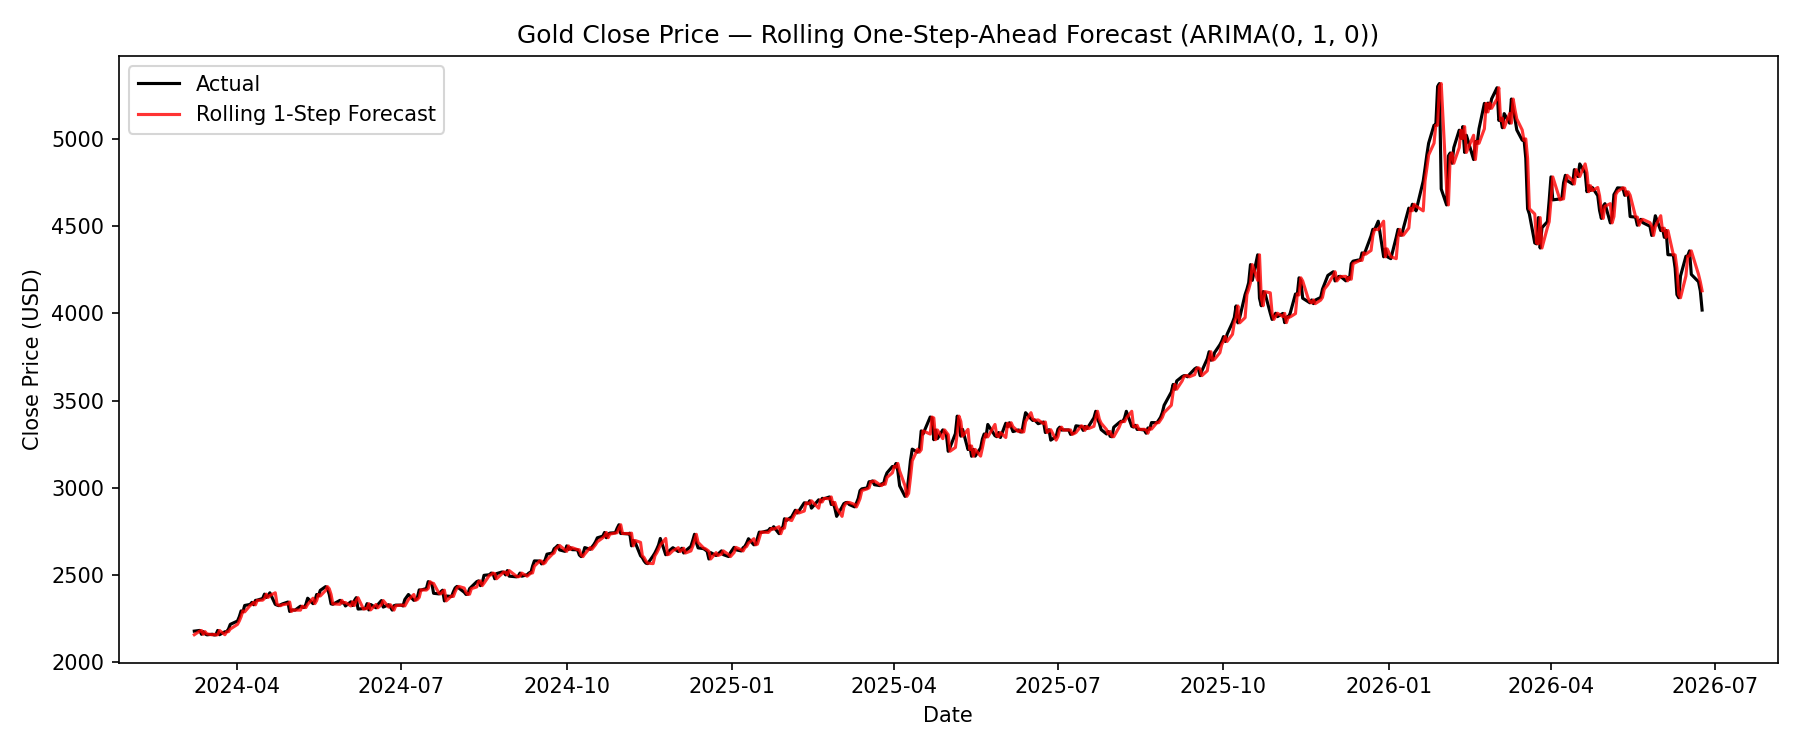 Gold Close Price — Rolling One-Step-Ahead Forecast (ARIMA(0, 1, 0))
Actual
Rolling 1-Step Forecast
Close Price (USD)
5000
4500
4000
3500
3000
2500
2000
2024-04 2024-07 2024-10 2025-01 2025-04 2025-07 2025-10 2026-01 2026-04 2026-07
Date